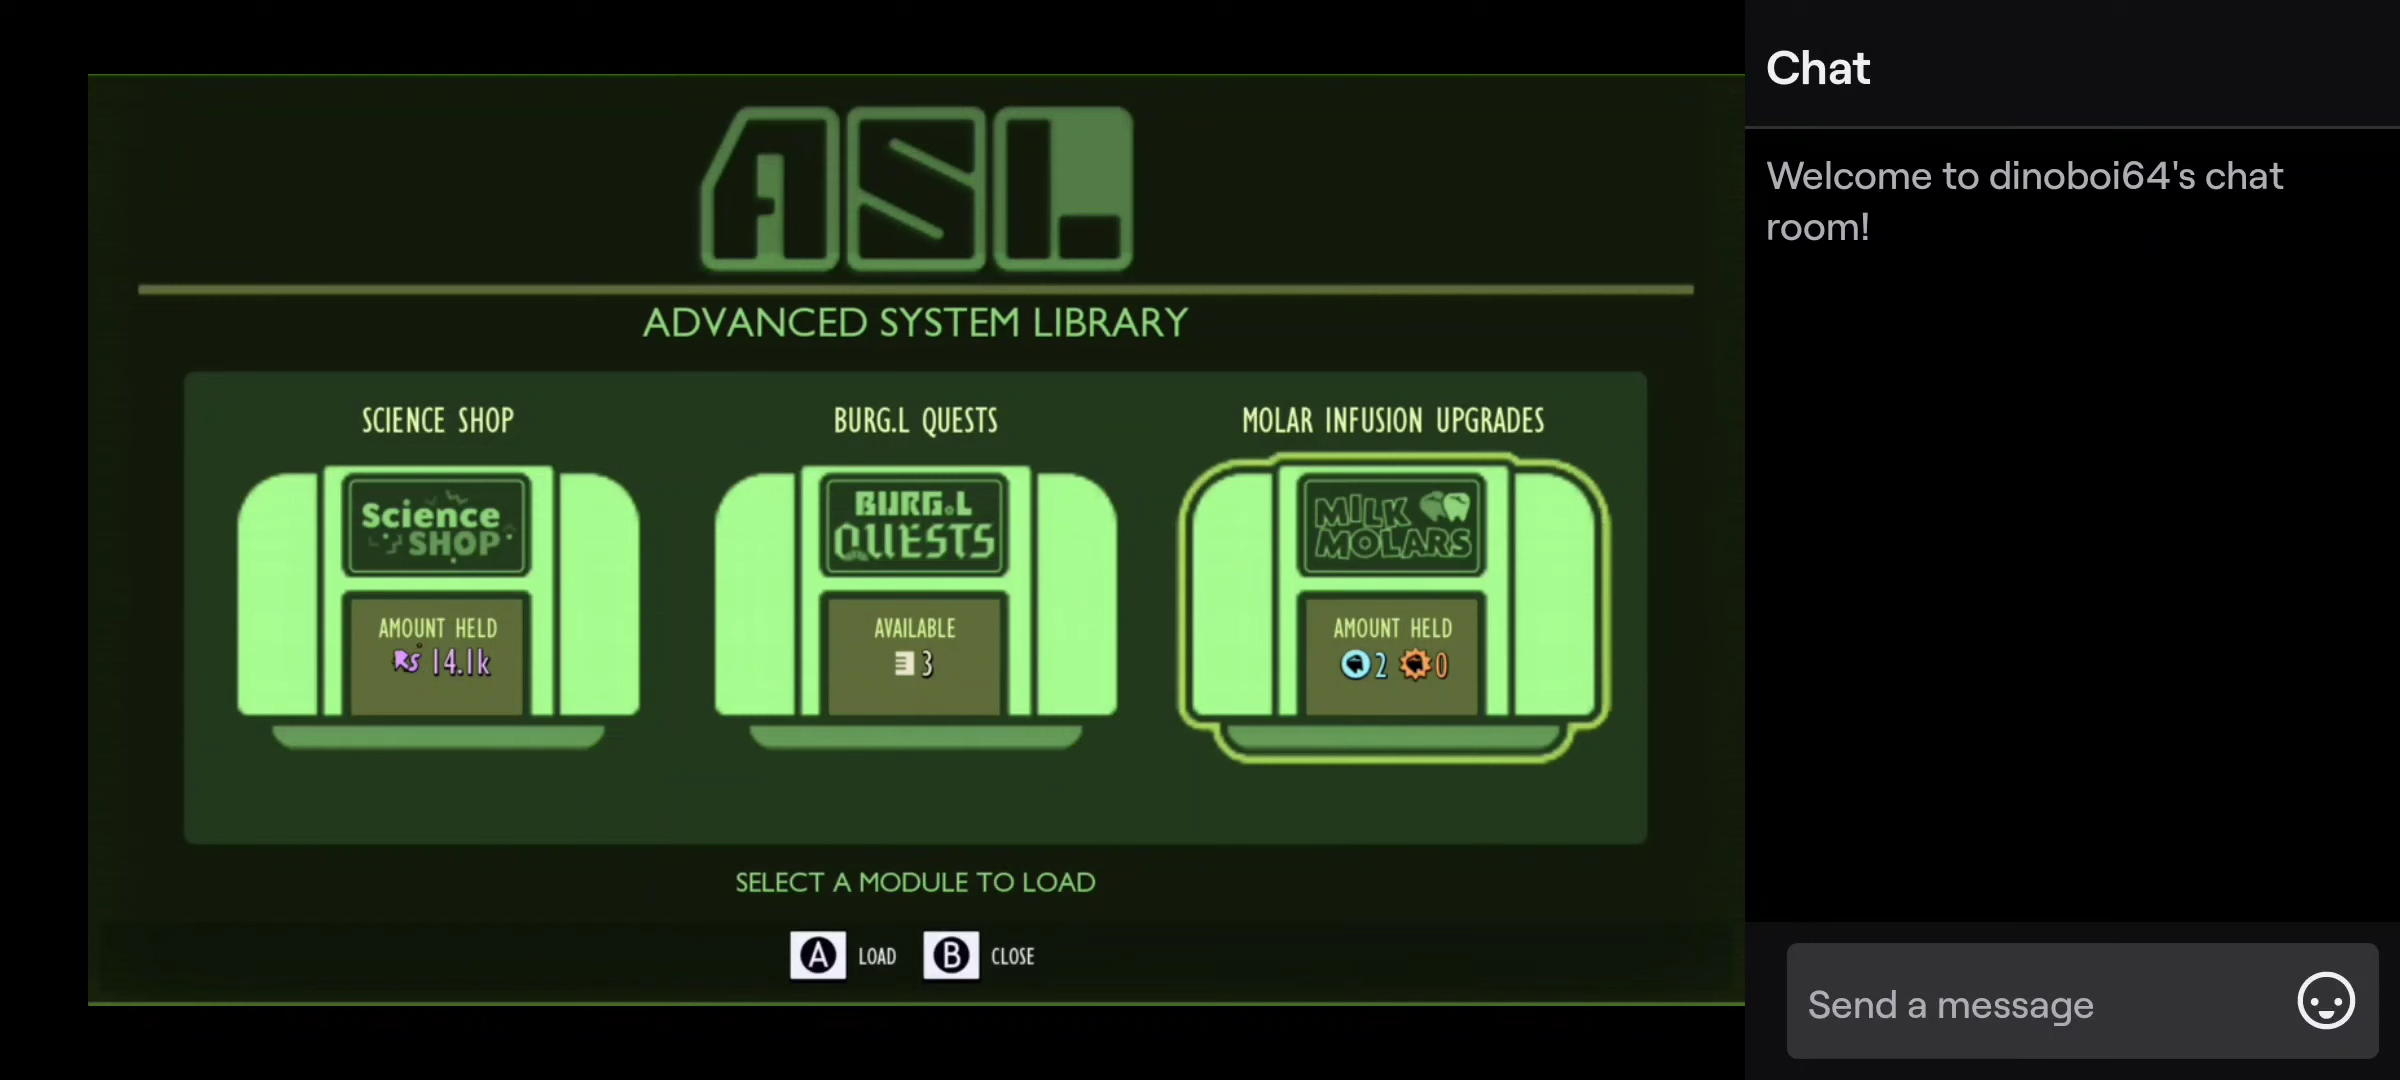 ASL
ADVANCED SYSTEM LIBRARY
SCIENCE SHOP
BURG.L QUESTS
MOLAR INFUSION UPGRADES
Science
SHOP
BURG.L
QUESTS
MILK
MOLARS
AMOUNT HELD
RS 14.1k
AVAILABLE
3
AMOUNT HELD
2 0
SELECT A MODULE TO LOAD
A LOAD B CLOSE
Chat
Welcome to dinoboi64's chat
room!
Send a message